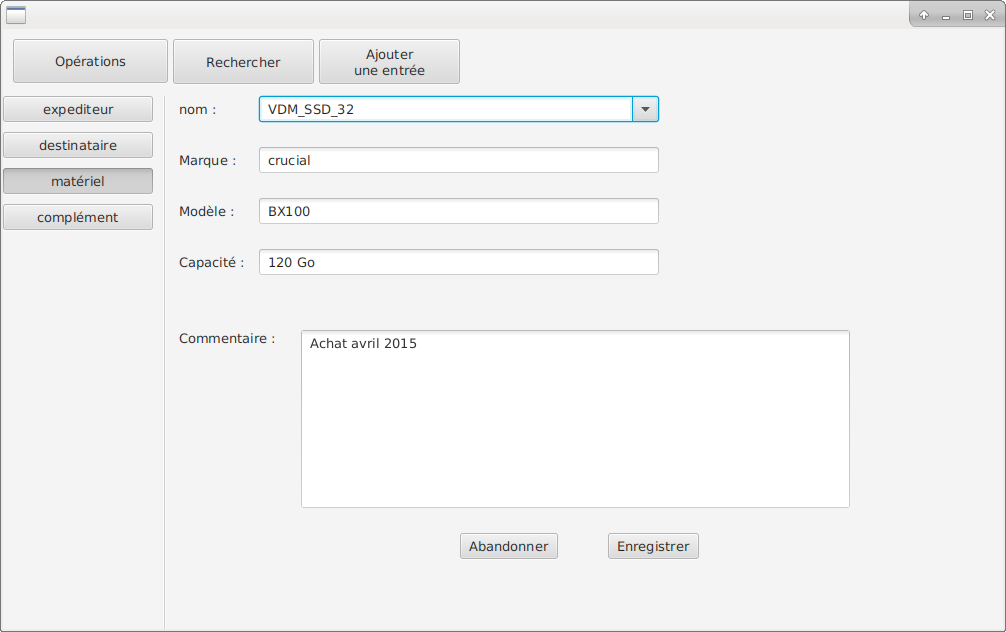 Opérations
Rechercher
Ajouter
une entrée
expediteur
destinataire
matériel
complément
nom :
VDM_SSD_32
Marque :
crucial
Modèle :
BX100
Capacité :
120 Go
Commentaire :
Achat avril 2015
Abandonner
Enregistrer